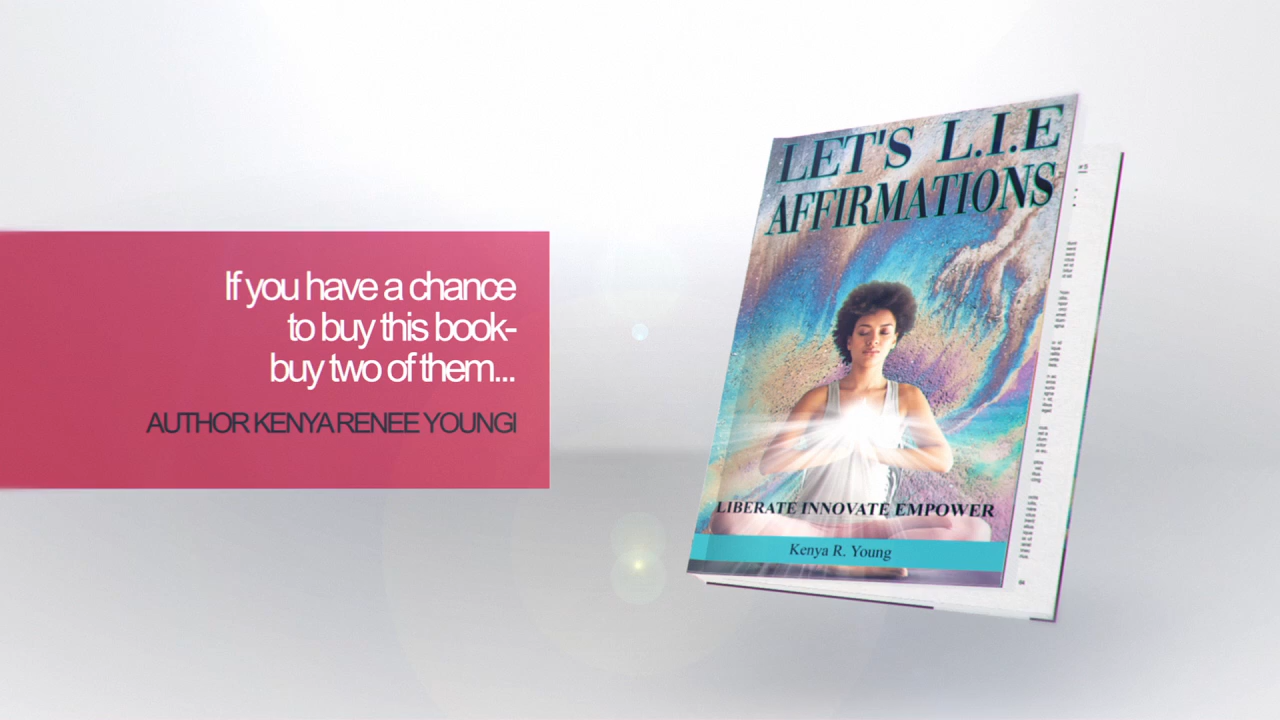 If you have a chance
to buy this book-
buy two of them...
AUTHOR KENYA RENEE YOUNGI
LET'S L.I.E
AFFIRMATIONS
LIBERATE INNOVATE EMPOWER
Kenya R. Young